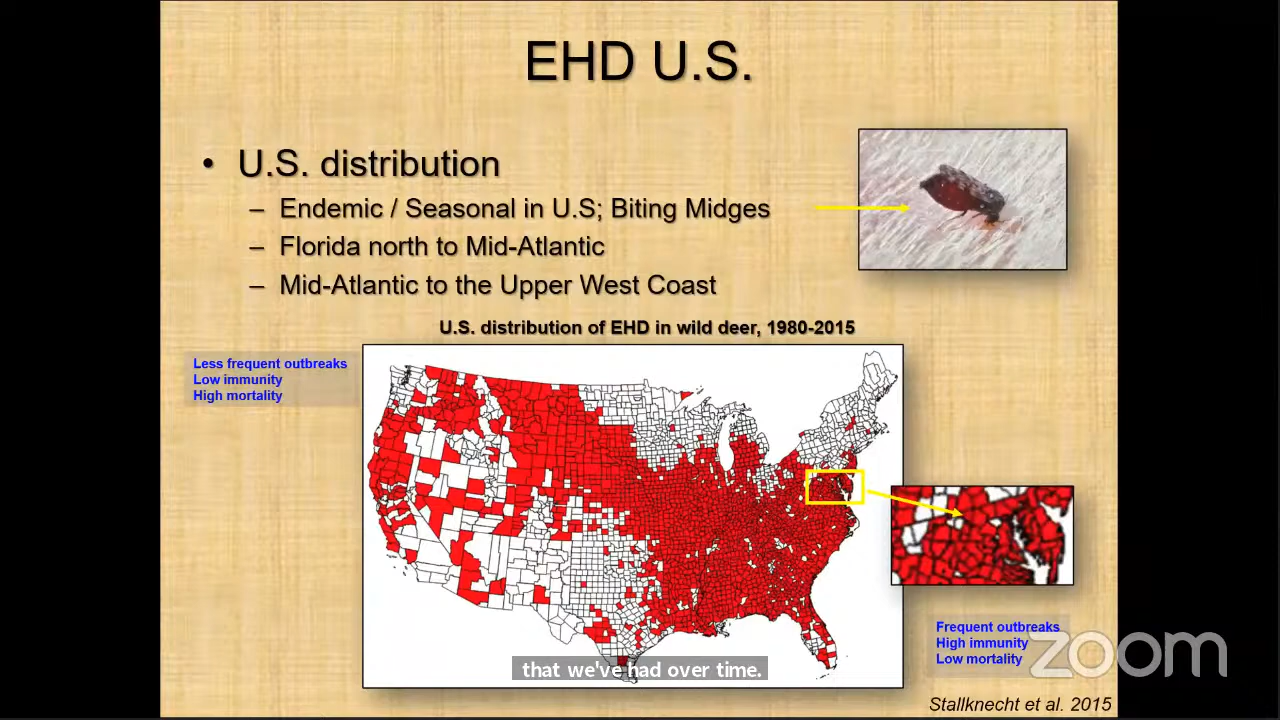 EHD U.S.
• U.S. distribution
– Endemic / Seasonal in U.S; Biting Midges
– Florida north to Mid-Atlantic
– Mid-Atlantic to the Upper West Coast
U.S. distribution of EHD in wild deer, 1980-2015
Less frequent outbreaks
Low immunity
High mortality
Frequent outbreaks
High immunity
Low mortality
zoom
that we've had over time.
Stallknecht et al. 2015